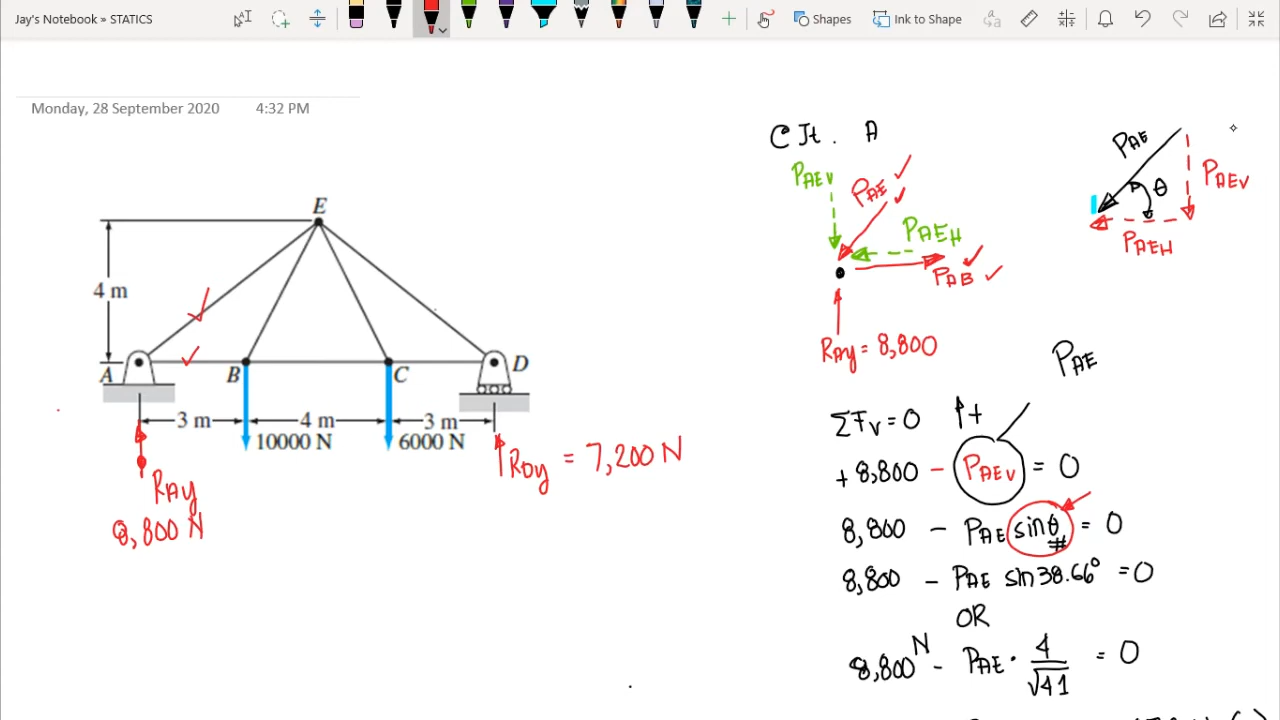 Jay's Notebook » STATICS
Shapes
Ink to Shape
Monday, 28 September 2020 4:32 PM
E
4 m
A
B
C
D
3 m
4 m
3 m
10000 N
6000 N
RAy
8,800 N
RDy = 7,200 N
@ Jt. A
PAEV
PAE
PAEH
PAB
RAy = 8,800
PAE
θ
PAEV
PAEH
PAE
ΣFV = 0 ↑+
+ 8,800 - PAEV = 0
8,800 - PAE sinθ = 0
8,800 - PAE sin38.66° = 0
OR
8,800 N - PAE · 4/√41 = 0